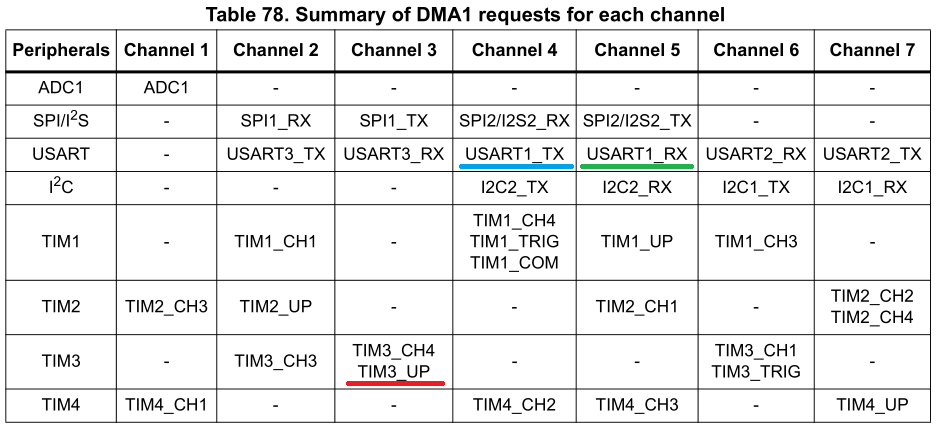 Table 78. Summary of DMA1 requests for each channel
Peripherals Channel 1 Channel 2 Channel 3 Channel 4 Channel 5 Channel 6 Channel 7
ADC1 ADC1 - - - - - -
SPI/I²S - SPI1_RX SPI1_TX SPI2/I2S2_RX SPI2/I2S2_TX - -
USART - USART3_TX USART3_RX USART1_TX USART1_RX USART2_RX USART2_TX
I²C - - - I2C2_TX I2C2_RX I2C1_TX I2C1_RX
TIM1 - TIM1_CH1 - TIM1_CH4 TIM1_TRIG TIM1_COM TIM1_UP TIM1_CH3 -
TIM2 TIM2_CH3 TIM2_UP - - TIM2_CH1 - TIM2_CH2 TIM2_CH4
TIM3 - TIM3_CH3 TIM3_CH4 TIM3_UP - - TIM3_CH1 TIM3_TRIG -
TIM4 TIM4_CH1 - - TIM4_CH2 TIM4_CH3 - TIM4_UP